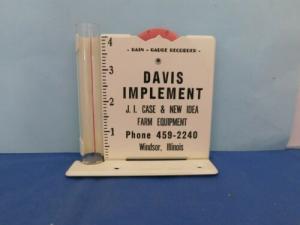 - RAIN - GAUGE RECORDER -
4
3
2
1
DAVIS
IMPLEMENT
J. I. CASE & NEW IDEA
FARM EQUIPMENT
Phone 459-2240
Windsor, Illinois